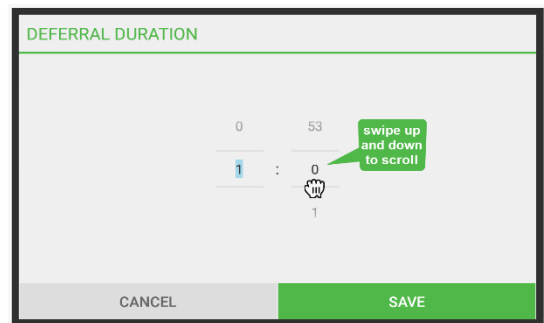 DEFERRAL DURATION
0 53
1 : 0
1
swipe up
and down
to scroll
CANCEL SAVE